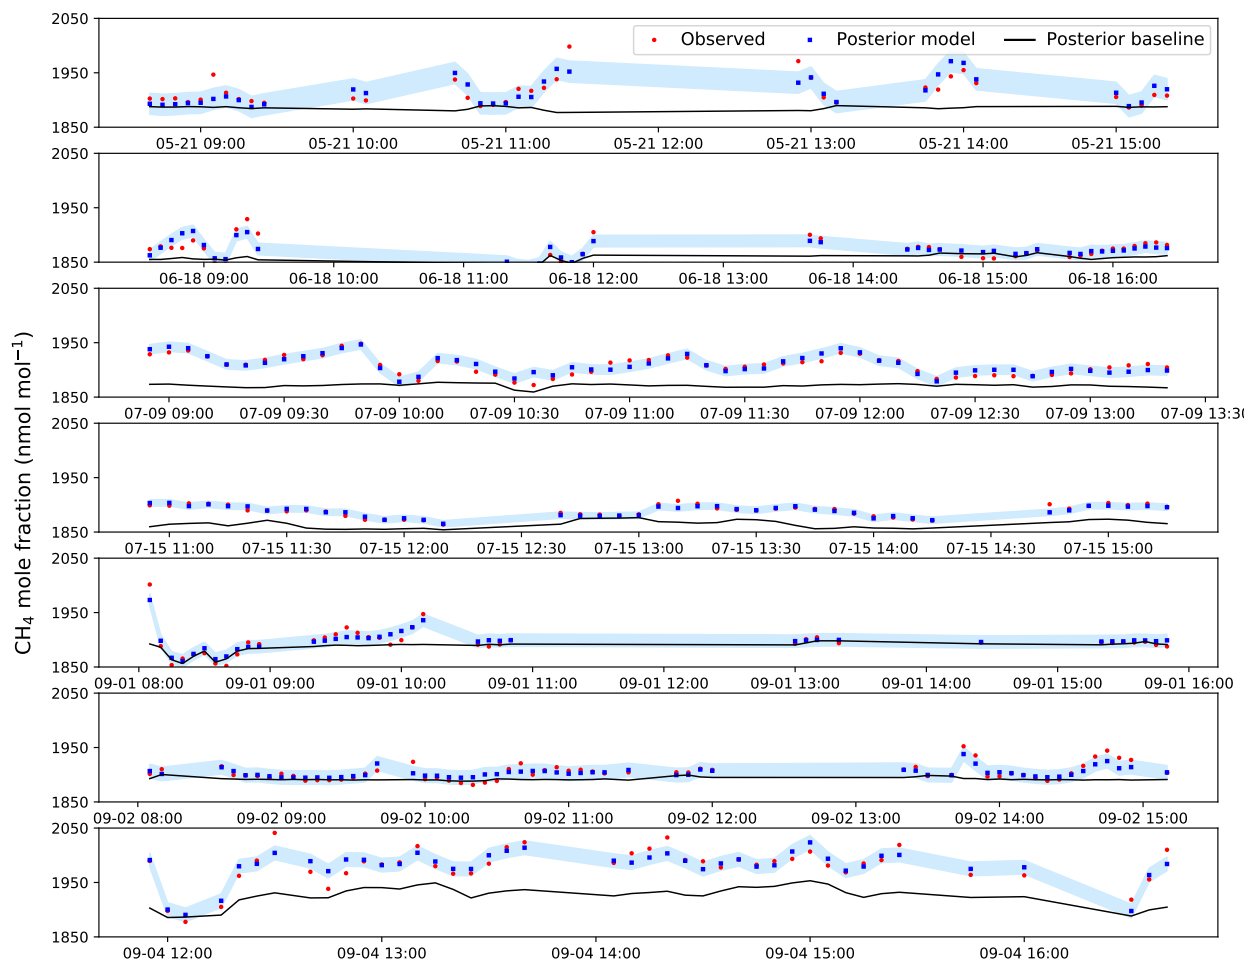 2050
Observed Posterior model Posterior baseline
1950
1850
05-21 09:00 05-21 10:00 05-21 11:00 05-21 12:00 05-21 13:00 05-21 14:00 05-21 15:00
2050
1950
1850
06-18 09:00 06-18 10:00 06-18 11:00 06-18 12:00 06-18 13:00 06-18 14:00 06-18 15:00 06-18 16:00
2050
1950
1850
07-09 09:00 07-09 09:30 07-09 10:00 07-09 10:30 07-09 11:00 07-09 11:30 07-09 12:00 07-09 12:30 07-09 13:00 07-09 13:30
CH4 mole fraction (nmol mol−1)
2050
1950
1850
07-15 11:00 07-15 11:30 07-15 12:00 07-15 12:30 07-15 13:00 07-15 13:30 07-15 14:00 07-15 14:30 07-15 15:00
2050
1950
1850
09-01 08:00 09-01 09:00 09-01 10:00 09-01 11:00 09-01 12:00 09-01 13:00 09-01 14:00 09-01 15:00 09-01 16:00
2050
1950
1850
09-02 08:00 09-02 09:00 09-02 10:00 09-02 11:00 09-02 12:00 09-02 13:00 09-02 14:00 09-02 15:00
2050
1950
1850
09-04 12:00 09-04 13:00 09-04 14:00 09-04 15:00 09-04 16:00